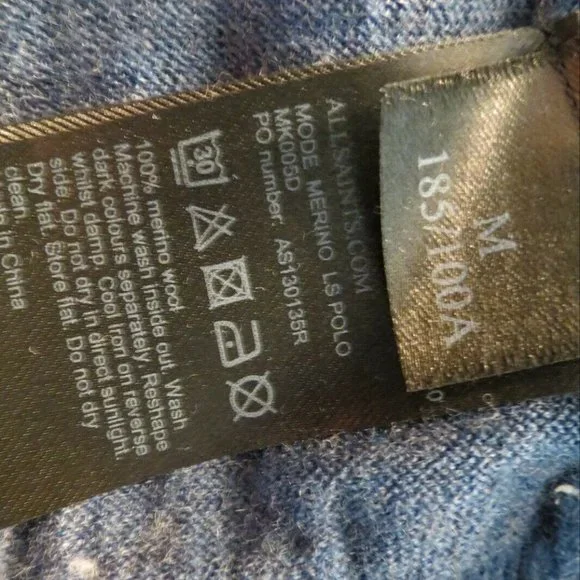 M
185/100A
ALLSAINTS.COM
MODE MERINO LS POLO
MK005D
PO number: AS130135R
30
100% merino wool
Machine wash inside out. Wash
dark colours separately. Reshape
whilst damp. Cool Iron on reverse
side. Do not dry in direct sunlight.
Dry flat. Store flat. Do not dry
clean.
in China